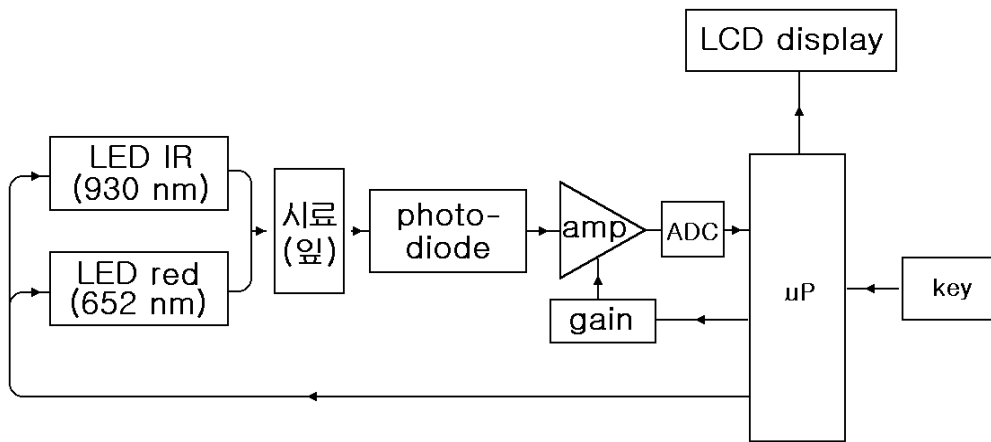 LCD display
LED IR
(930 nm)
LED red
(652 nm)
시료
(잎)
photo-
diode
amp
ADC
gain
µP
key